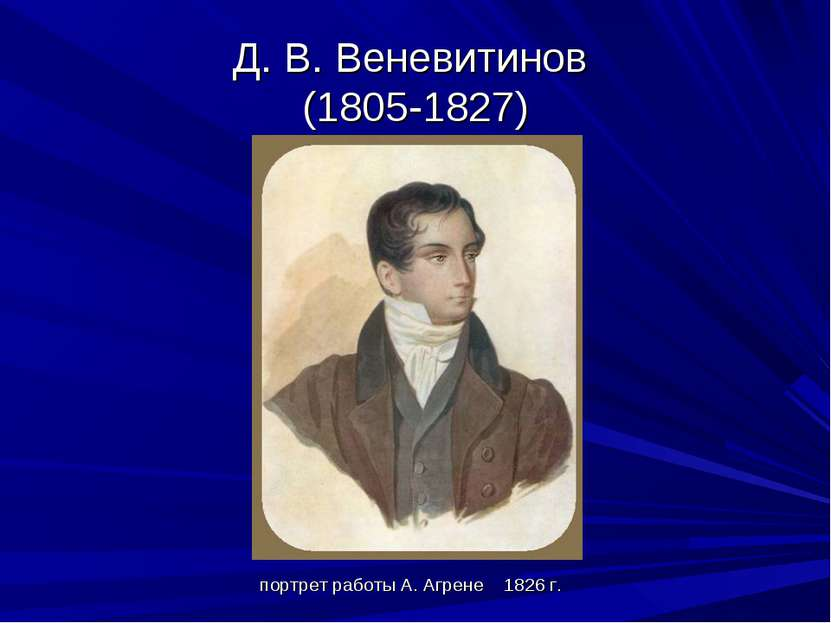 Д. В. Веневитинов
(1805-1827)
портрет работы А. Агрене 1826 г.